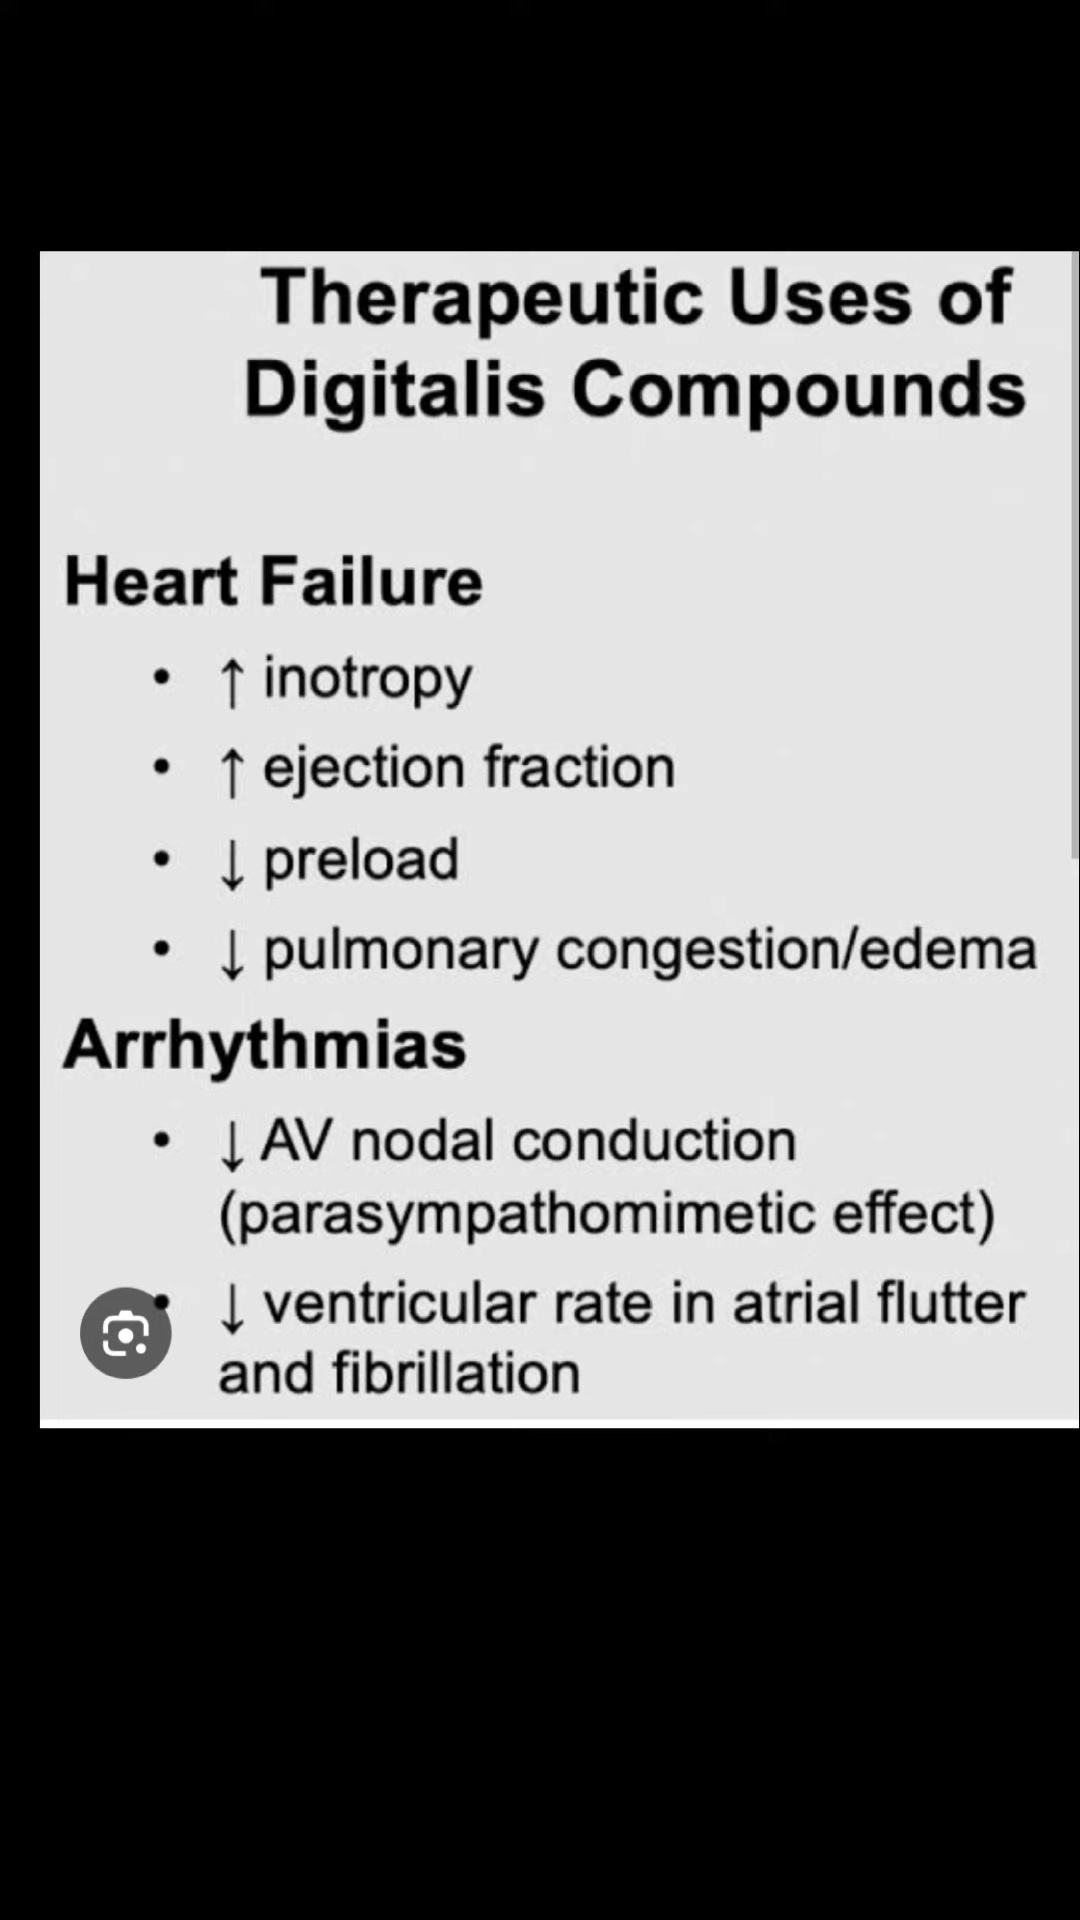 Therapeutic Uses of
Digitalis Compounds
Heart Failure
• ↑ inotropy
• ↑ ejection fraction
• ↓ preload
• ↓ pulmonary congestion/edema
Arrhythmias
• ↓ AV nodal conduction
(parasympathomimetic effect)
• ↓ ventricular rate in atrial flutter
and fibrillation